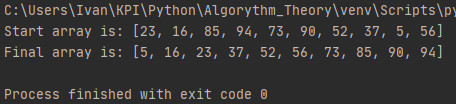 C:\Users\Ivan\KPI\Python\Algorythm_Theory\venv\Scripts\py
Start array is: [23, 16, 85, 94, 73, 90, 52, 37, 5, 56]
Final array is: [5, 16, 23, 37, 52, 56, 73, 85, 90, 94]
Process finished with exit code 0